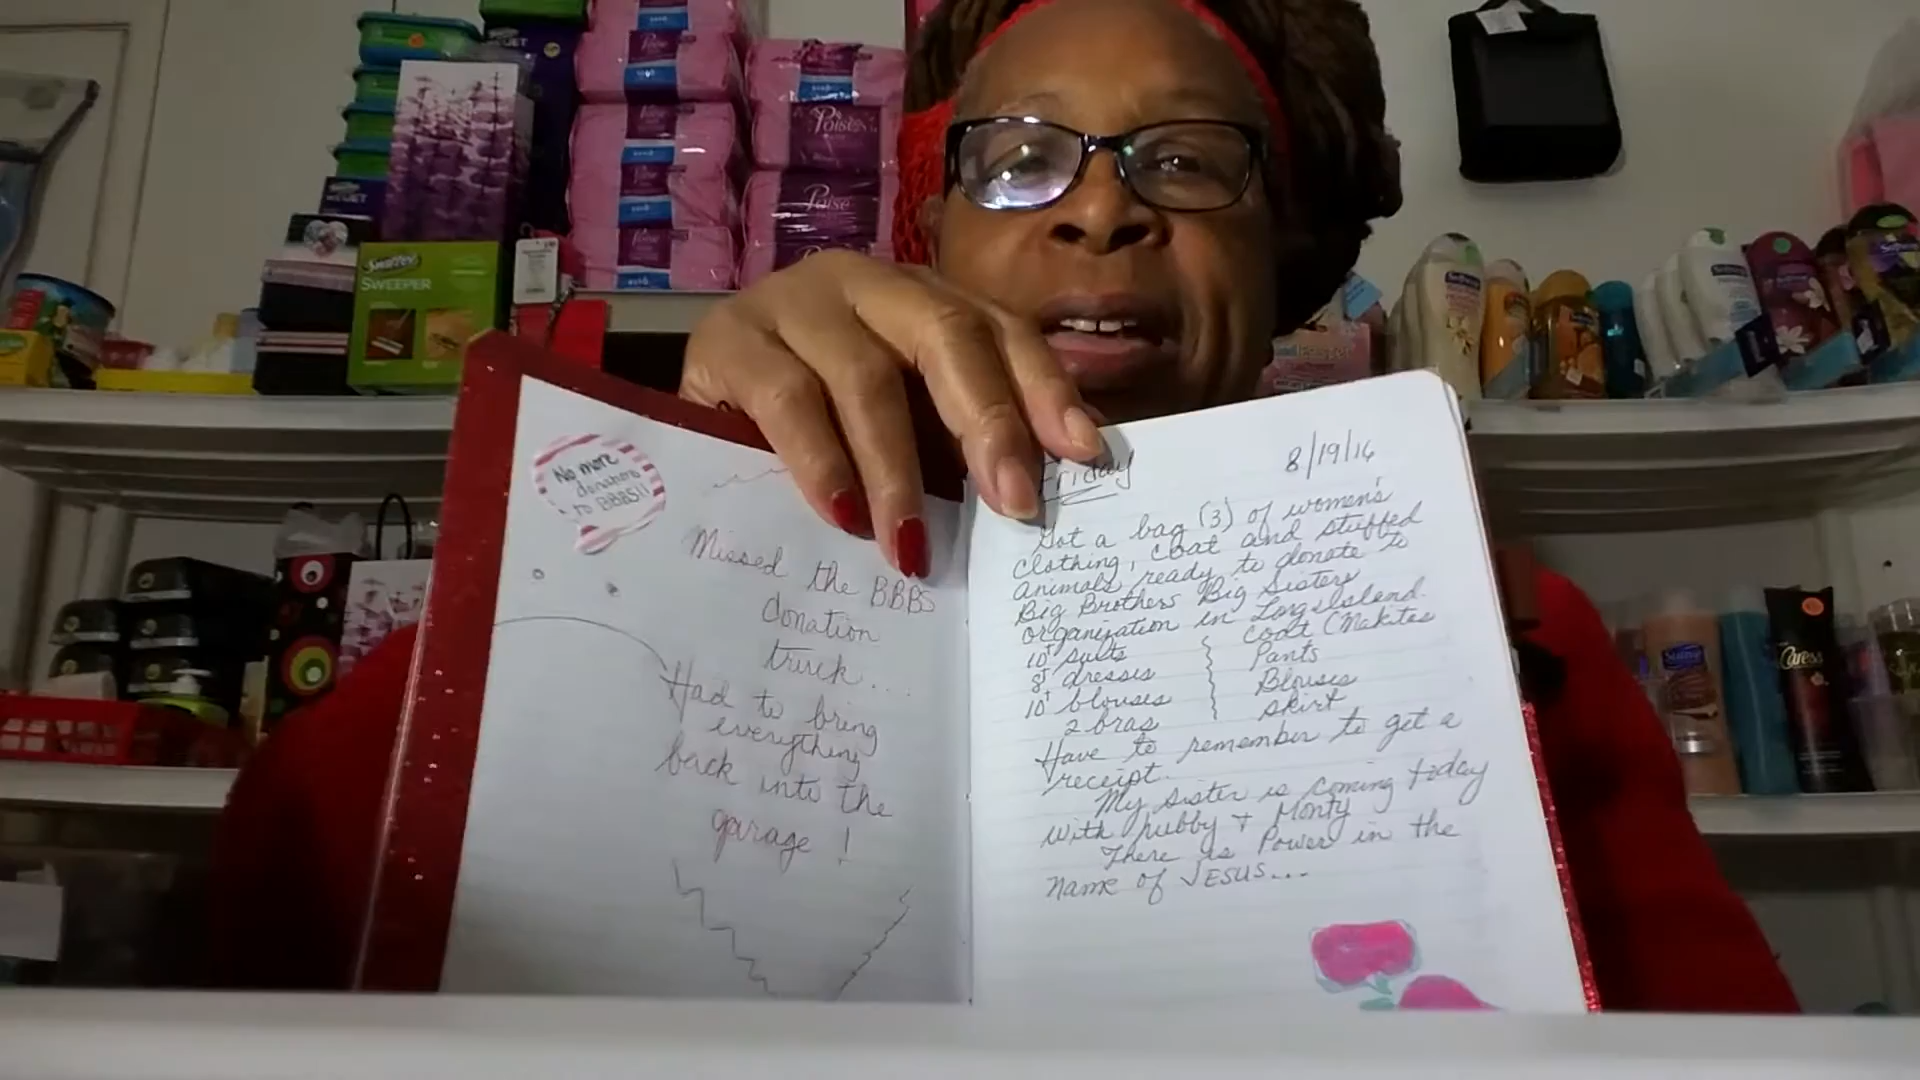 No more
donations
to BBBS!!
Missed the BBBS
donation
truck....
Had to bring
everything
back into the
garage!
Friday
8/19/16
Got a bag (3) of women's
clothing, coat and stuffed
animals ready to donate to
Big Brothers Big Sisters
organization in Long Island.
10+ suits
8+ dresses
10+ blouses
2 bras
coat
Pants
Blouses
skirt
Have to remember to get a
receipt.
My sister is coming today
with hubby + Monty
There is Power in the
name of JESUS...
Swiffer
SWEEPER
Poise
Poise
Caress